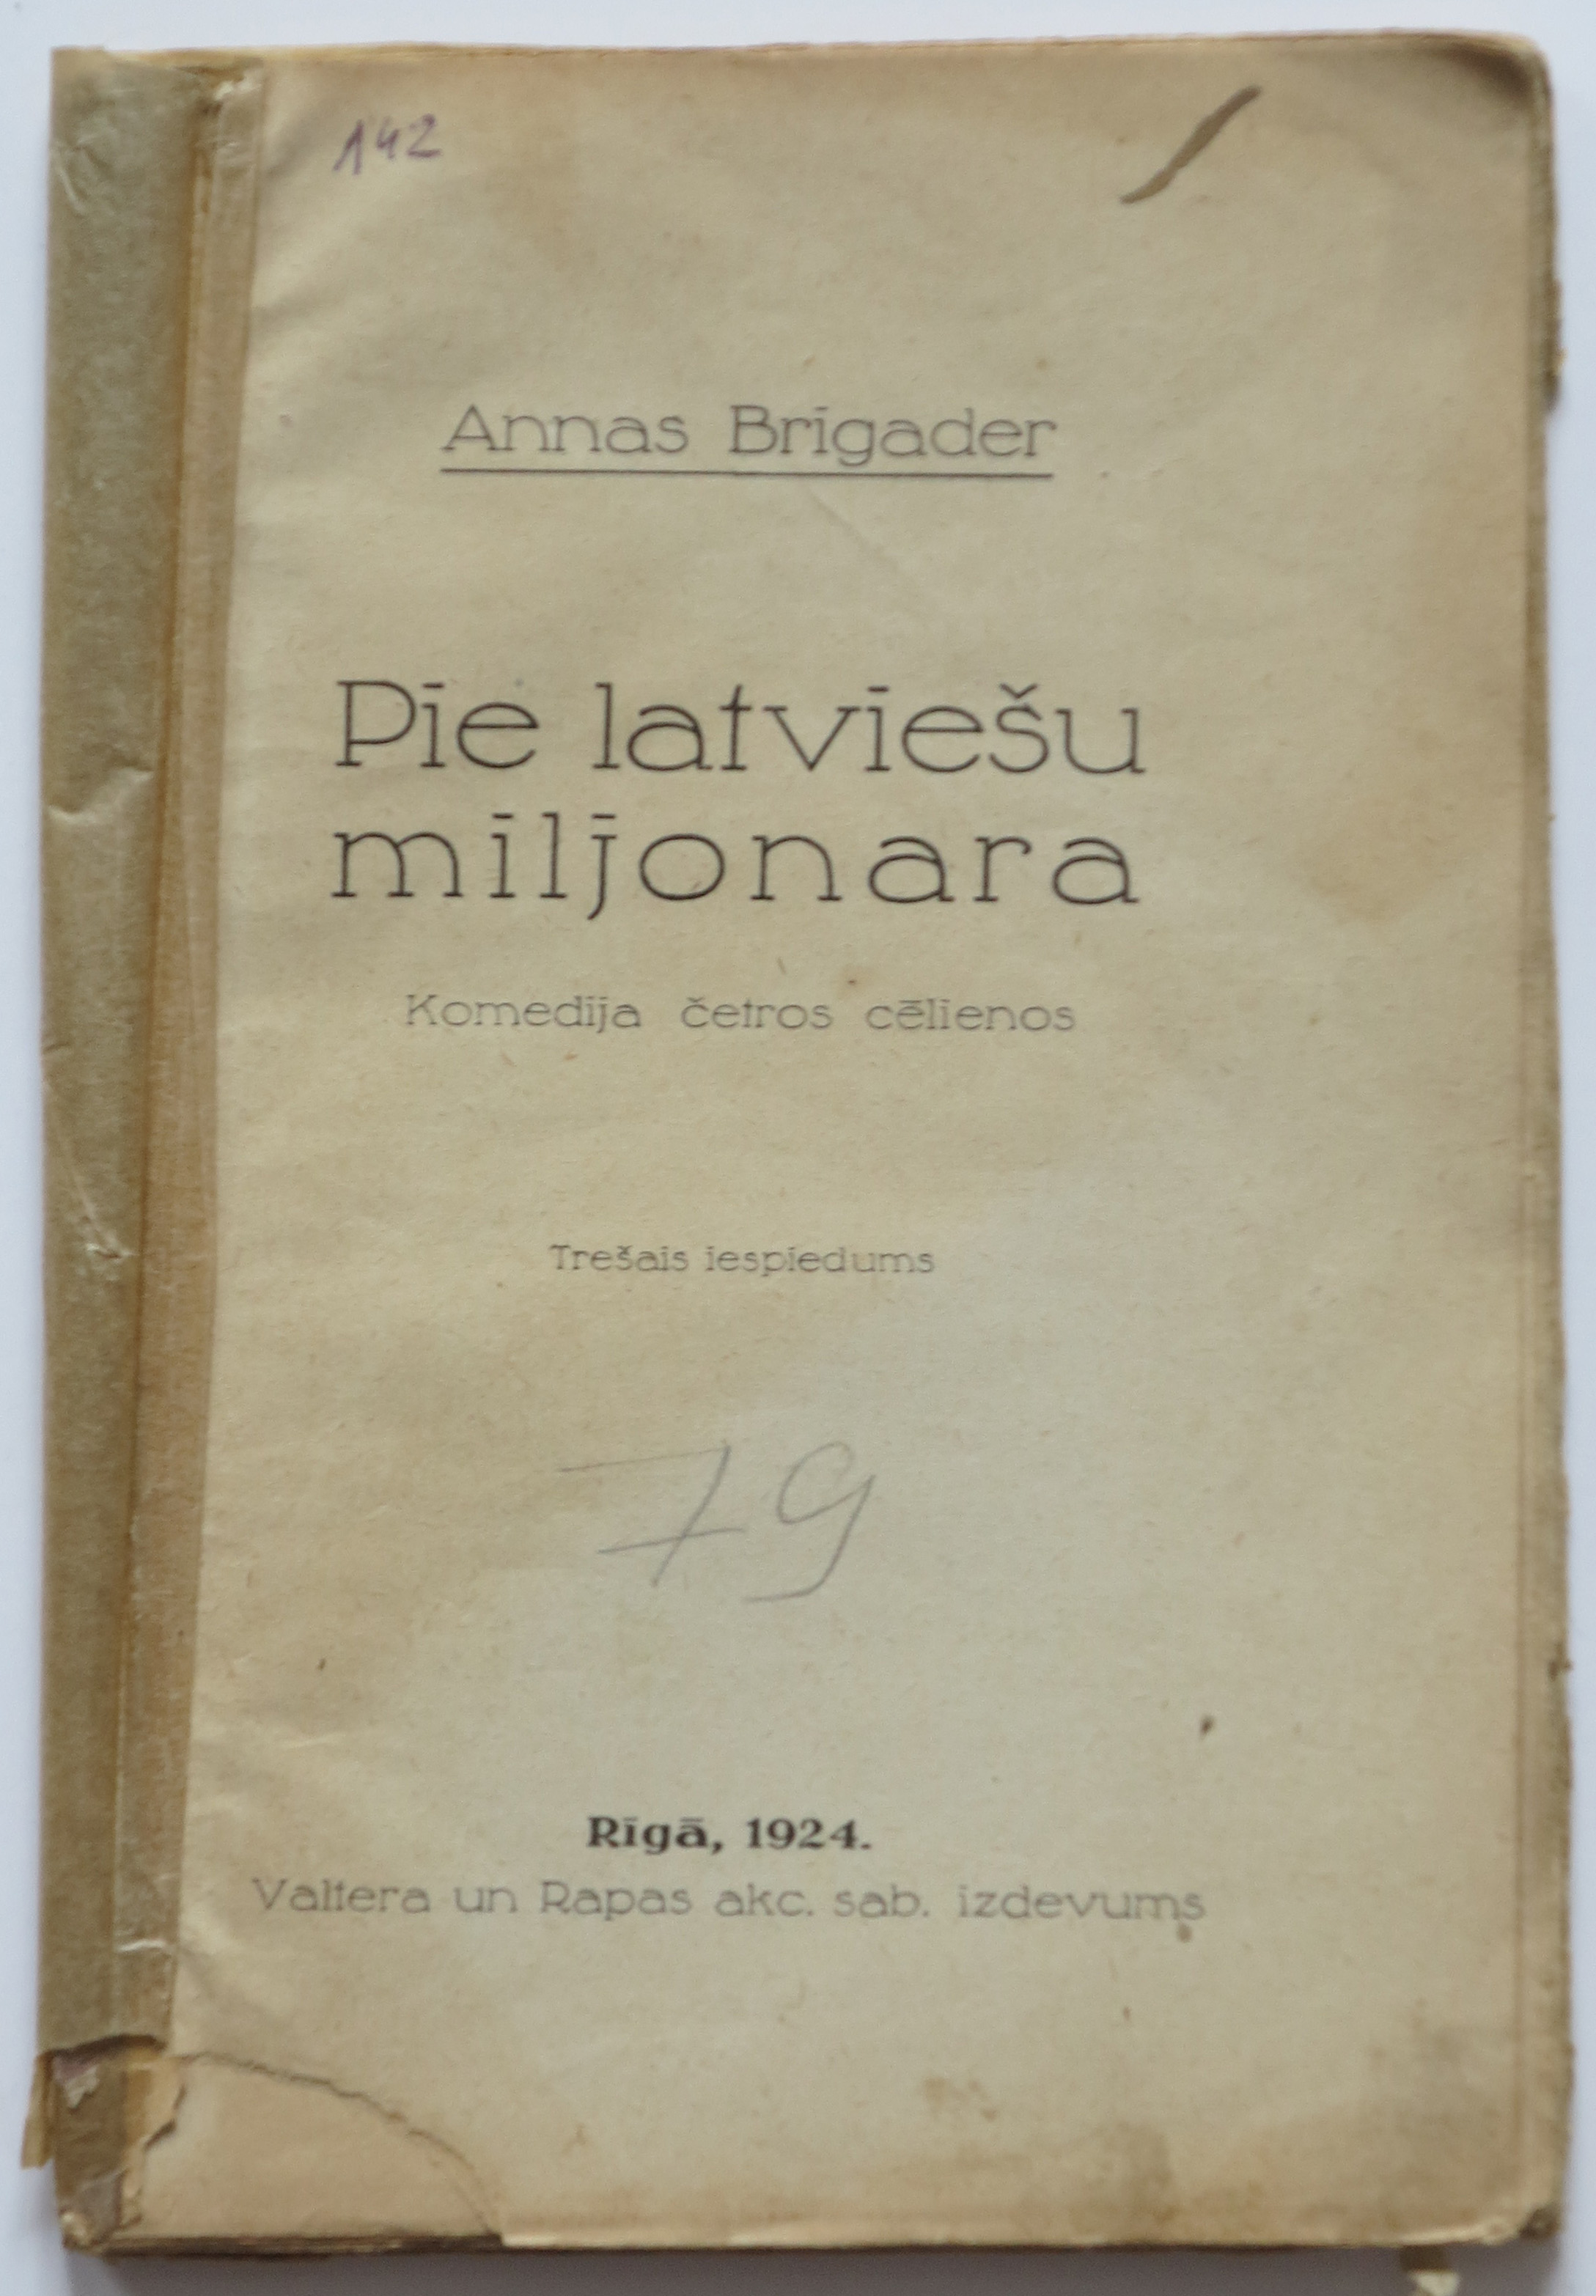 142
Annas Brigader
Pie latviešu
miljonara
Komedija četros cēlienos
Trešais iespiedums
79
Rīgā, 1924.
Valtera un Rapas akc. sab. izdevums